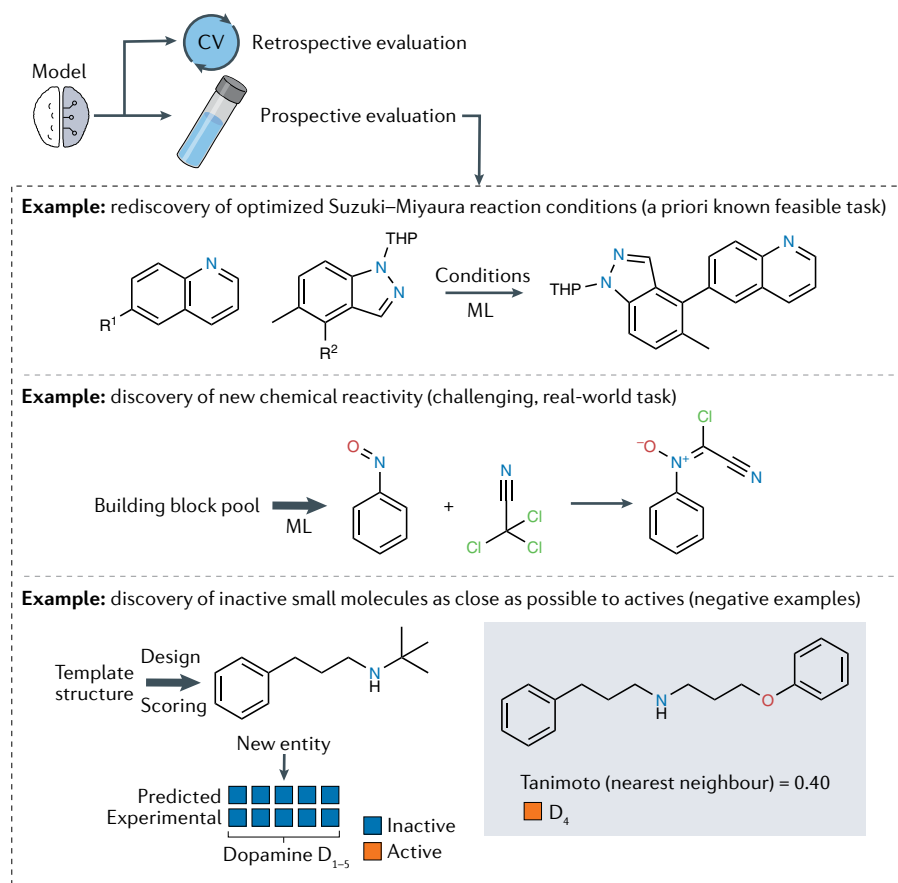 CV
Retrospective evaluation
Model
Prospective evaluation
Example: rediscovery of optimized Suzuki–Miyaura reaction conditions (a priori known feasible task)
THP
N
N
N
R¹
R²
Conditions
ML
N
N
THP
N
Example: discovery of new chemical reactivity (challenging, real-world task)
Building block pool
ML
O
N
+
N
Cl
Cl
Cl
Cl
⁻O
N⁺
N
Example: discovery of inactive small molecules as close as possible to actives (negative examples)
Template
structure
Design
Scoring
N
H
New entity
Predicted
Experimental
Dopamine D₁₋₅
Inactive
Active
N
H
O
Tanimoto (nearest neighbour) = 0.40
D₄